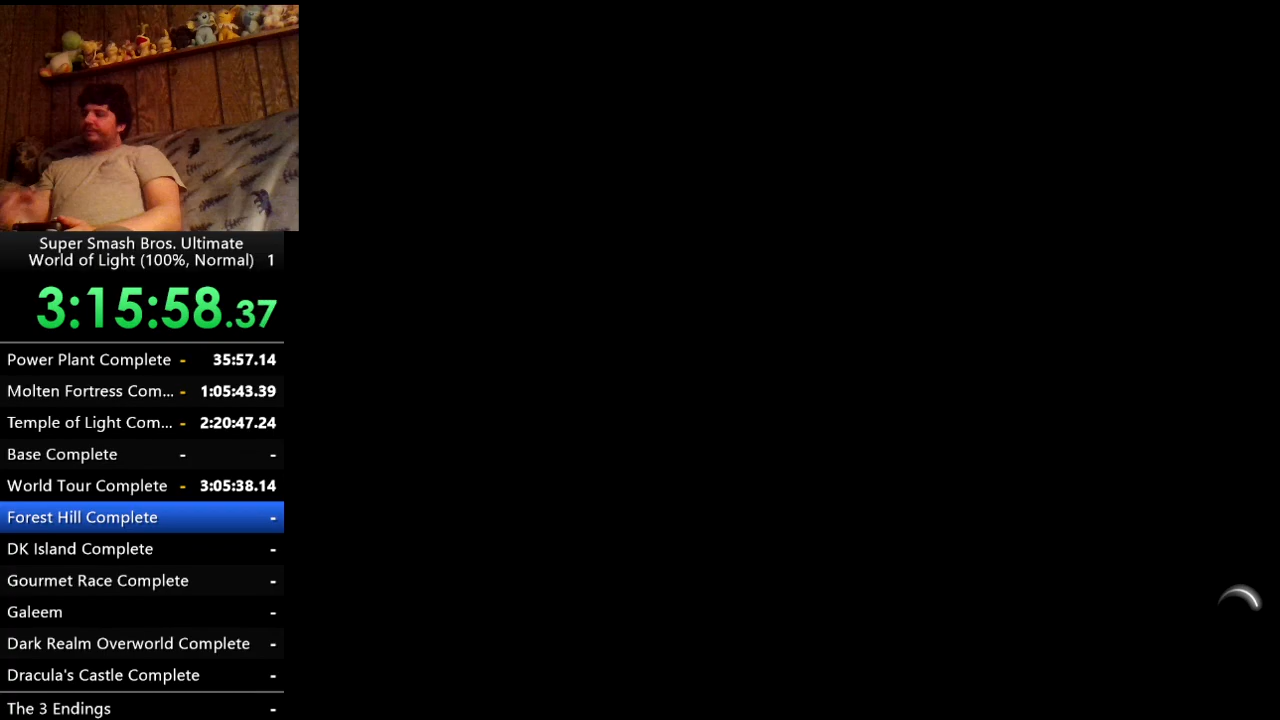 Super Smash Bros. Ultimate
World of Light (100%, Normal) 1
3:15:58.37
Power Plant Complete - 35:57.14
Molten Fortress Com... - 1:05:43.39
Temple of Light Com... - 2:20:47.24
Base Complete - -
World Tour Complete - 3:05:38.14
Forest Hill Complete -
DK Island Complete -
Gourmet Race Complete -
Galeem -
Dark Realm Overworld Complete -
Dracula's Castle Complete -
The 3 Endings -